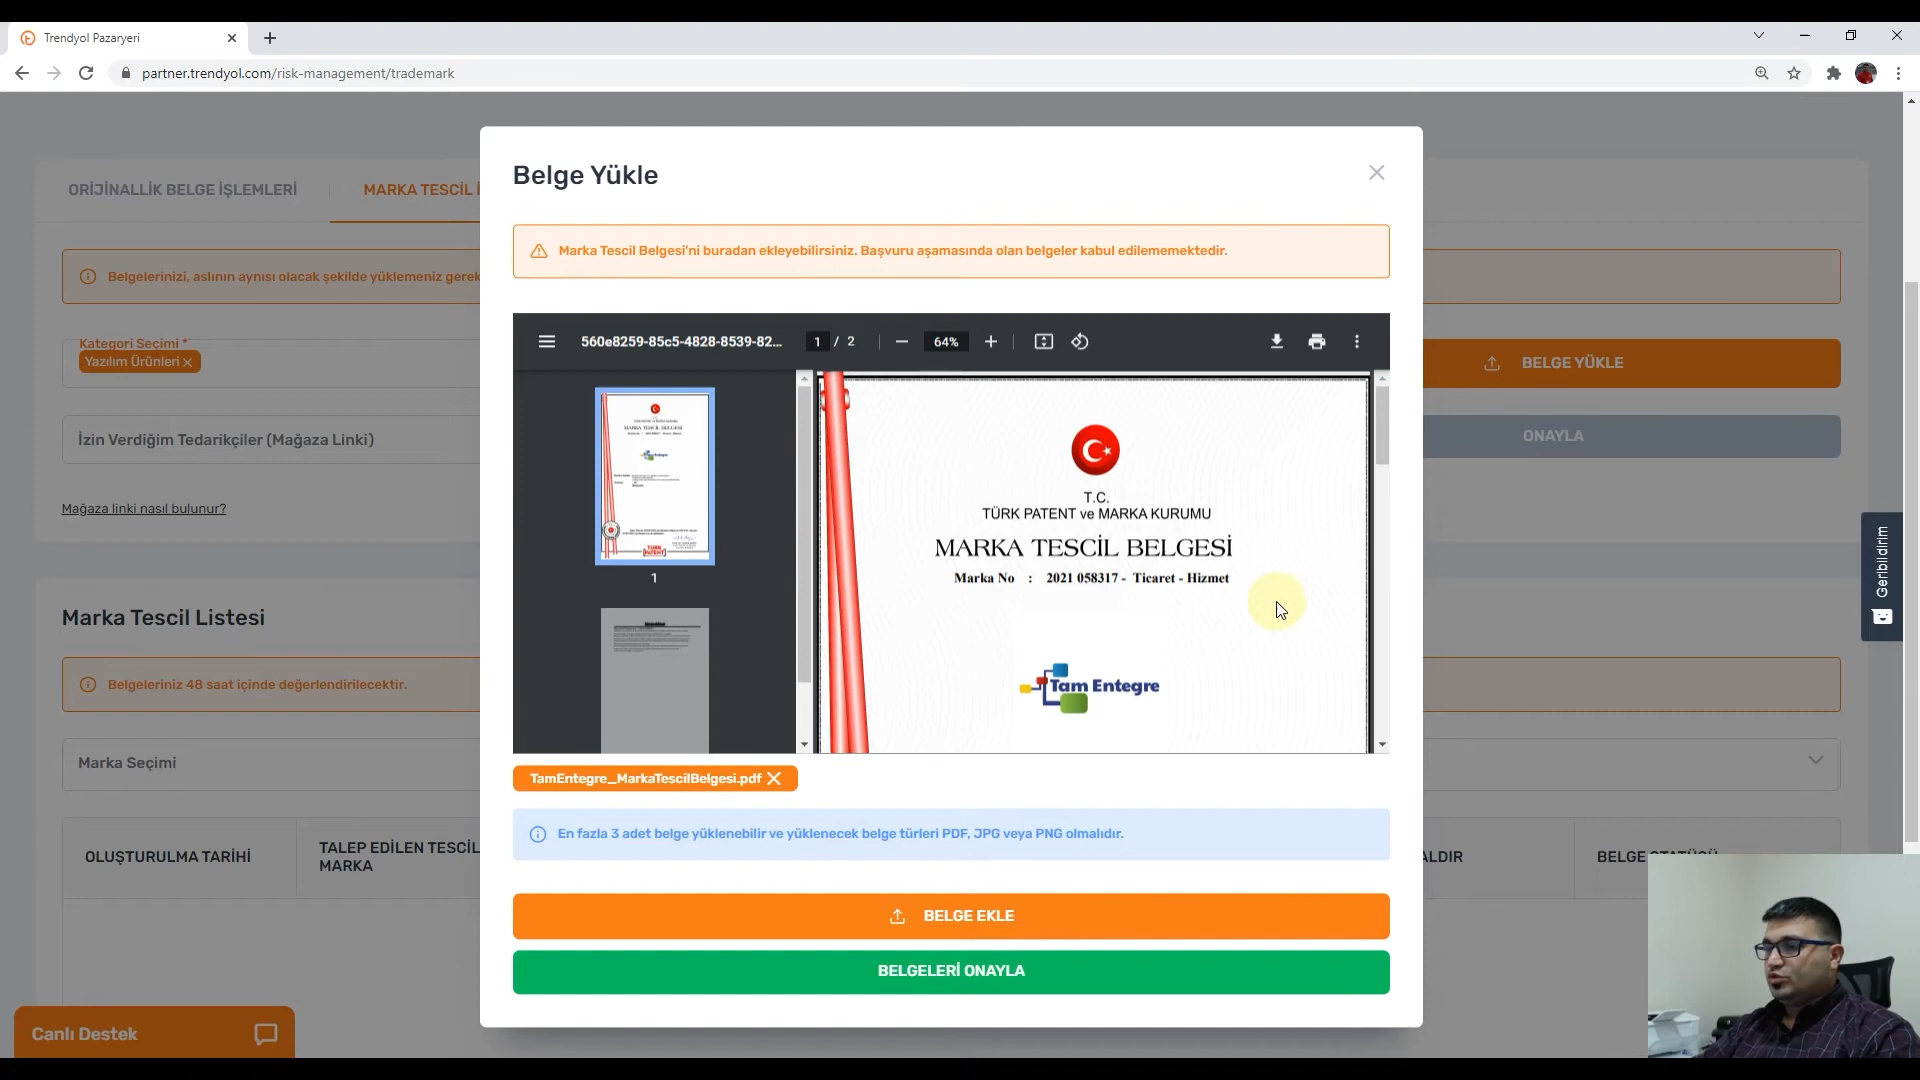 Trendyol Pazaryeri
partner.trendyol.com/risk-management/trademark
ORİJİNALLİK BELGE İŞLEMLERİ
MARKA TESCİL İ
Belgelerinizi, aslının aynısı olacak şekilde yüklemeniz gerek
Kategori Seçimi *
Yazılım Ürünleri
BELGE YÜKLE
İzin Verdiğim Tedarikçiler (Mağaza Linki)
ONAYLA
Mağaza linki nasıl bulunur?
Marka Tescil Listesi
Belgeleriniz 48 saat içinde değerlendirilecektir.
Marka Seçimi
OLUŞTURULMA TARİHİ
TALEP EDİLEN TESCİL
MARKA
ALDIR
BELGE STATÜSÜ
Canlı Destek
Geribildirim
Belge Yükle
Marka Tescil Belgesi'ni buradan ekleyebilirsiniz. Başvuru aşamasında olan belgeler kabul edilememektedir.
560e8259-85c5-4828-8539-82...
1 / 2
64%
MARKA TESCİL BELGESİ
TÜRK
PATENT
1
T.C.
TÜRK PATENT ve MARKA KURUMU
MARKA TESCİL BELGESİ
Marka No : 2021 058317 - Ticaret - Hizmet
Tam Entegre
TamEntegre_MarkaTescilBelgesi.pdf
En fazla 3 adet belge yüklenebilir ve yüklenecek belge türleri PDF, JPG veya PNG olmalıdır.
BELGE EKLE
BELGELERİ ONAYLA